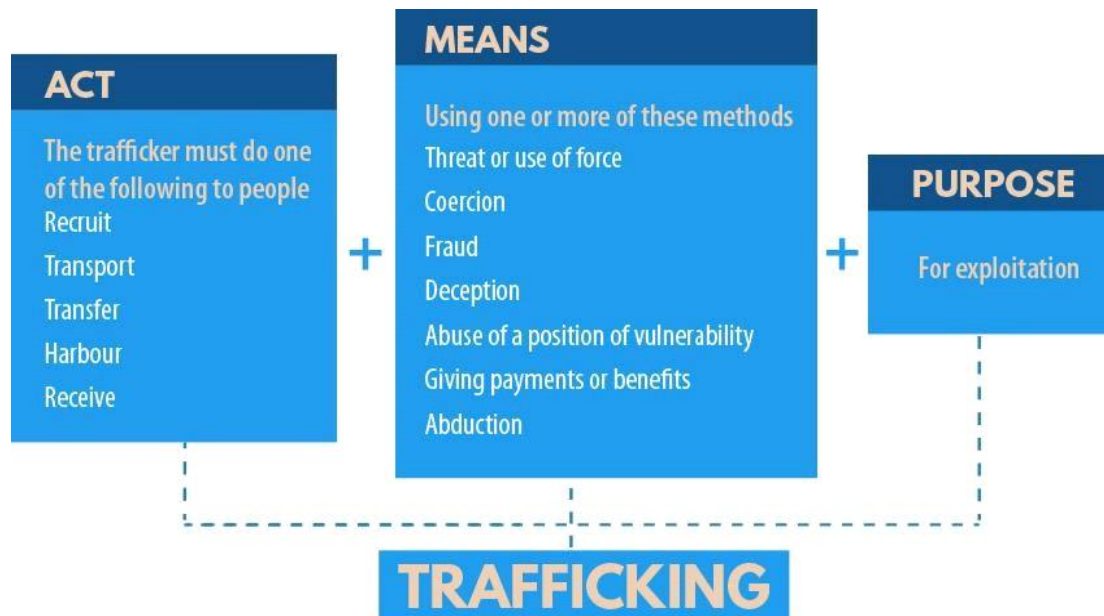 ACT
The trafficker must do one
of the following to people
Recruit
Transport
Transfer
Harbour
Receive
+
MEANS
Using one or more of these methods
Threat or use of force
Coercion
Fraud
Deception
Abuse of a position of vulnerability
Giving payments or benefits
Abduction
+
PURPOSE
For exploitation
TRAFFICKING